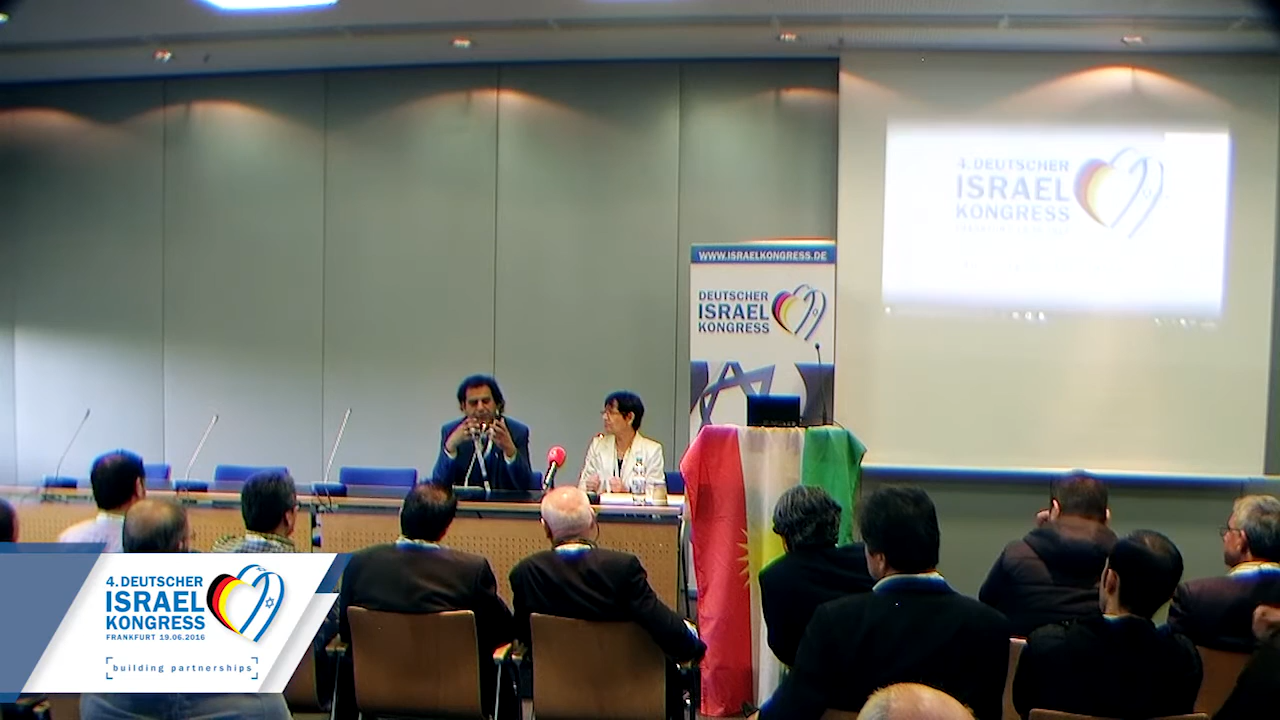 4. DEUTSCHER
ISRAEL
KONGRESS
WWW.ISRAELKONGRESS.DE
DEUTSCHER
ISRAEL
KONGRESS
4. DEUTSCHER
ISRAEL
KONGRESS
FRANKFURT 19.06.2016
building partnerships